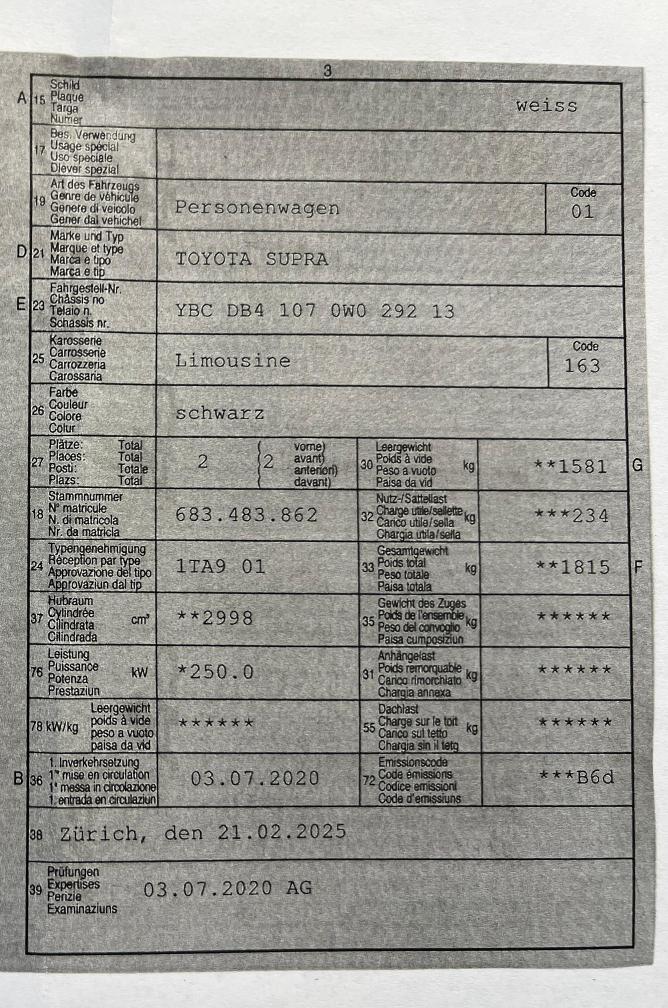 3
A 15 Schild
Plaque
Targa
Numer
weiss
17 Bes. Verwendung
Usage spécial
Uso speciale
Diever spezial
19 Art des Fahrzeugs
Genre de véhicule
Genere di veicolo
Gener dal vehichel
Personenwagen
Code
01
D 21 Marke und Typ
Marque et type
Marca e tipo
Marca e tip
TOYOTA SUPRA
E 23 Fahrgestell-Nr.
Châssis no
Telaio n.
Schassis nr.
YBC DB4 107 0W0 292 13
25 Karosserie
Carrosserie
Carrozzeria
Carossaria
Limousine
Code
163
26 Farbe
Couleur
Colore
Colur
schwarz
27 Plätze: Total
Places: Total
Posti: Totale
Plazs: Total
2 (2 vorne)
avant)
anteriori)
davant)
30 Leergewicht
Poids à vide
Peso a vuoto
Paisa da vid
kg
**1581 G
18 Stammnummer
N° matricule
N. di matricola
Nr. da matricla
683.483.862
32 Nutz-/Sattellast
Charge utile/sellette
Carico utile/sella
Chargia utila/sella
kg
***234
24 Typengenehmigung
Réception par type
Approvazione del tipo
Approvaziun dal tip
1TA9 01
33 Gesamtgewicht
Poids total
Peso totale
Paisa totala
kg
**1815 F
37 Hubraum
Cylindrée
Cilindrata
Cilindrada
cm³
**2998
35 Gewicht des Zuges
Poids de l'ensemble
Peso del convoglio
Paisa cumposiziun
kg
******
76 Leistung
Puissance
Potenza
Prestaziun
kW
*250.0
31 Anhängelast
Poids remorquable
Carico rimorchiato
Chargia annexa
kg
******
78 kW/kg Leergewicht
poids à vide
peso a vuoto
paisa da vid
******
55 Dachlast
Charge sur le toit
Carico sul tetto
Chargia sin il tetg
kg
******
B 36 1. Inverkehrsetzung
1re mise en circulation
1a messa in circolazione
1. entrada en circulaziun
03.07.2020
72 Emissionscode
Code émissions
Codice emissioni
Code d'emissiuns
***B6d
38 Zürich, den 21.02.2025
39 Prüfungen
Expertises
Perizie
Examinaziuns
03.07.2020 AG